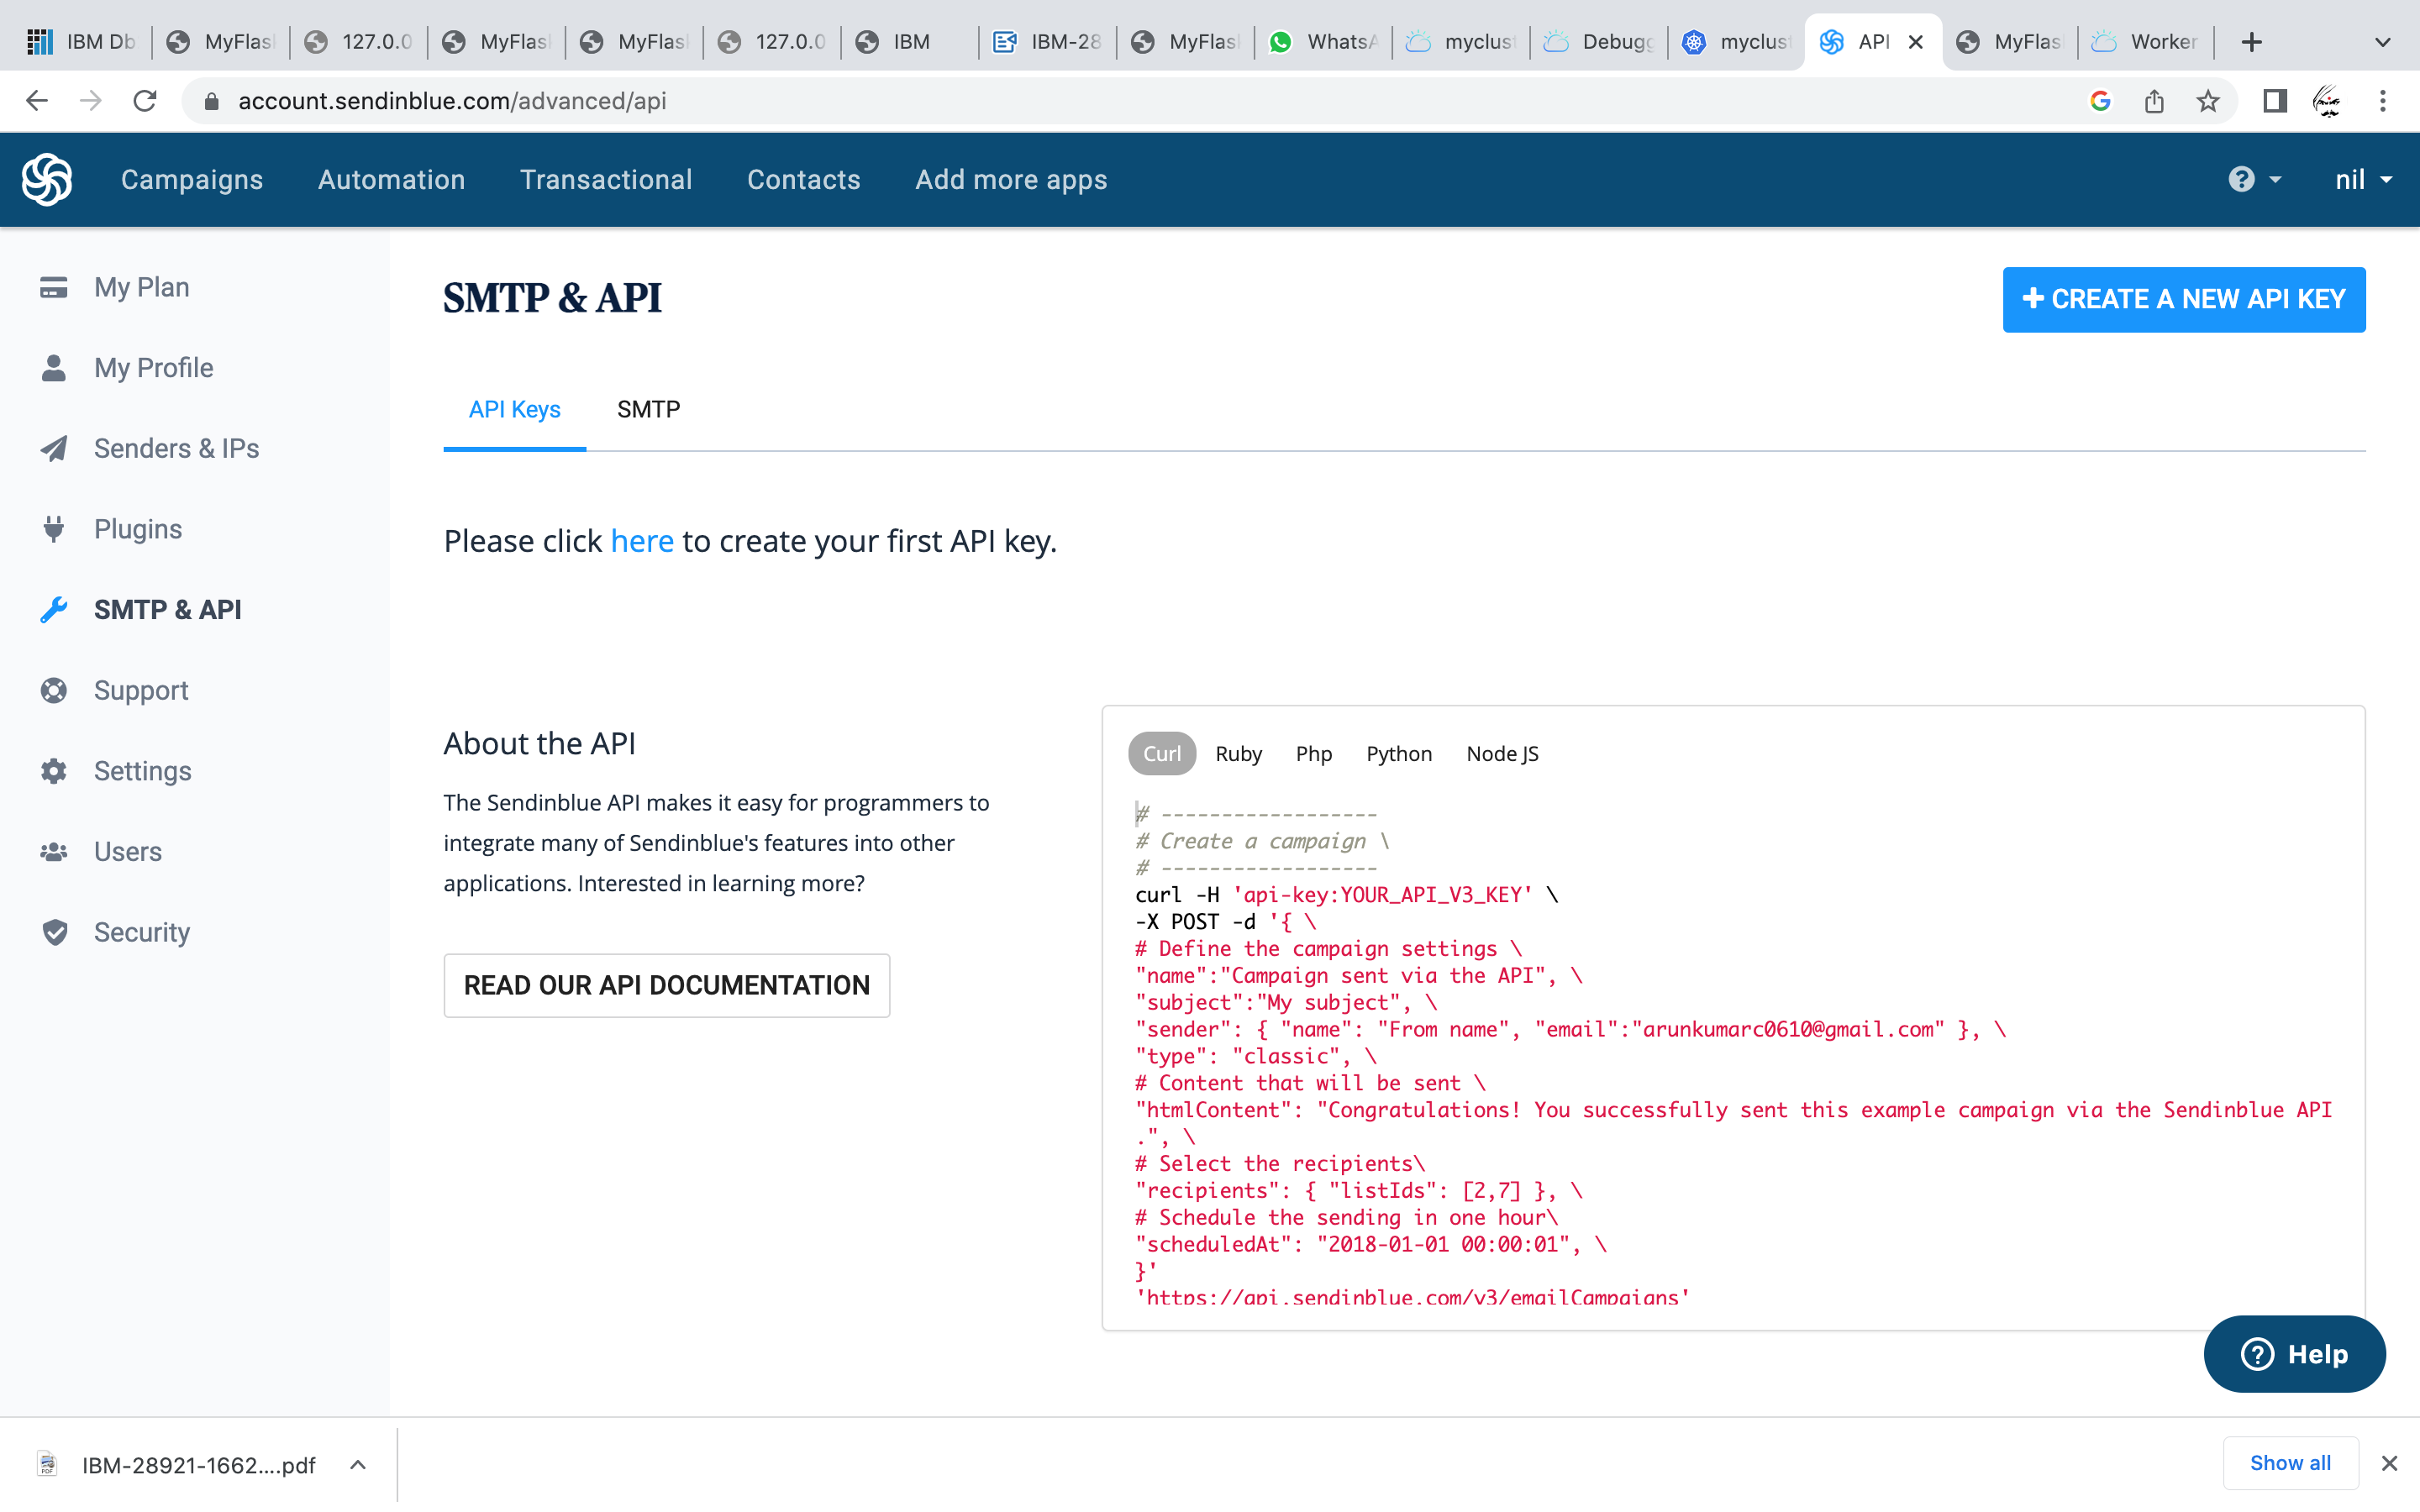 IBM Db
MyFlas
127.0.0
MyFlas
MyFlas
127.0.0
IBM
IBM-28
MyFlas
WhatsA
myclust
Debugg
myclust
API
MyFlas
Worker
account.sendinblue.com/advanced/api
Campaigns
Automation
Transactional
Contacts
Add more apps
nil
My Plan
My Profile
Senders & IPs
Plugins
SMTP & API
Support
Settings
Users
Security
SMTP & API
+ CREATE A NEW API KEY
API Keys
SMTP
Please click here to create your first API key.
About the API
The Sendinblue API makes it easy for programmers to
integrate many of Sendinblue's features into other
applications. Interested in learning more?
READ OUR API DOCUMENTATION
Curl
Ruby
Php
Python
Node JS
# ------------------
# Create a campaign \
# ------------------
curl -H 'api-key:YOUR_API_V3_KEY' \
-X POST -d '{ \
# Define the campaign settings \
"name":"Campaign sent via the API", \
"subject":"My subject", \
"sender": { "name": "From name", "email":"arunkumarc0610@gmail.com" }, \
"type": "classic", \
# Content that will be sent \
"htmlContent": "Congratulations! You successfully sent this example campaign via the Sendinblue API
.", \
# Select the recipients\
"recipients": { "listIds": [2,7] }, \
# Schedule the sending in one hour\
"scheduledAt": "2018-01-01 00:00:01", \
}'
'https://api.sendinblue.com/v3/emailCampaigns'
Help
IBM-28921-1662....pdf
Show all